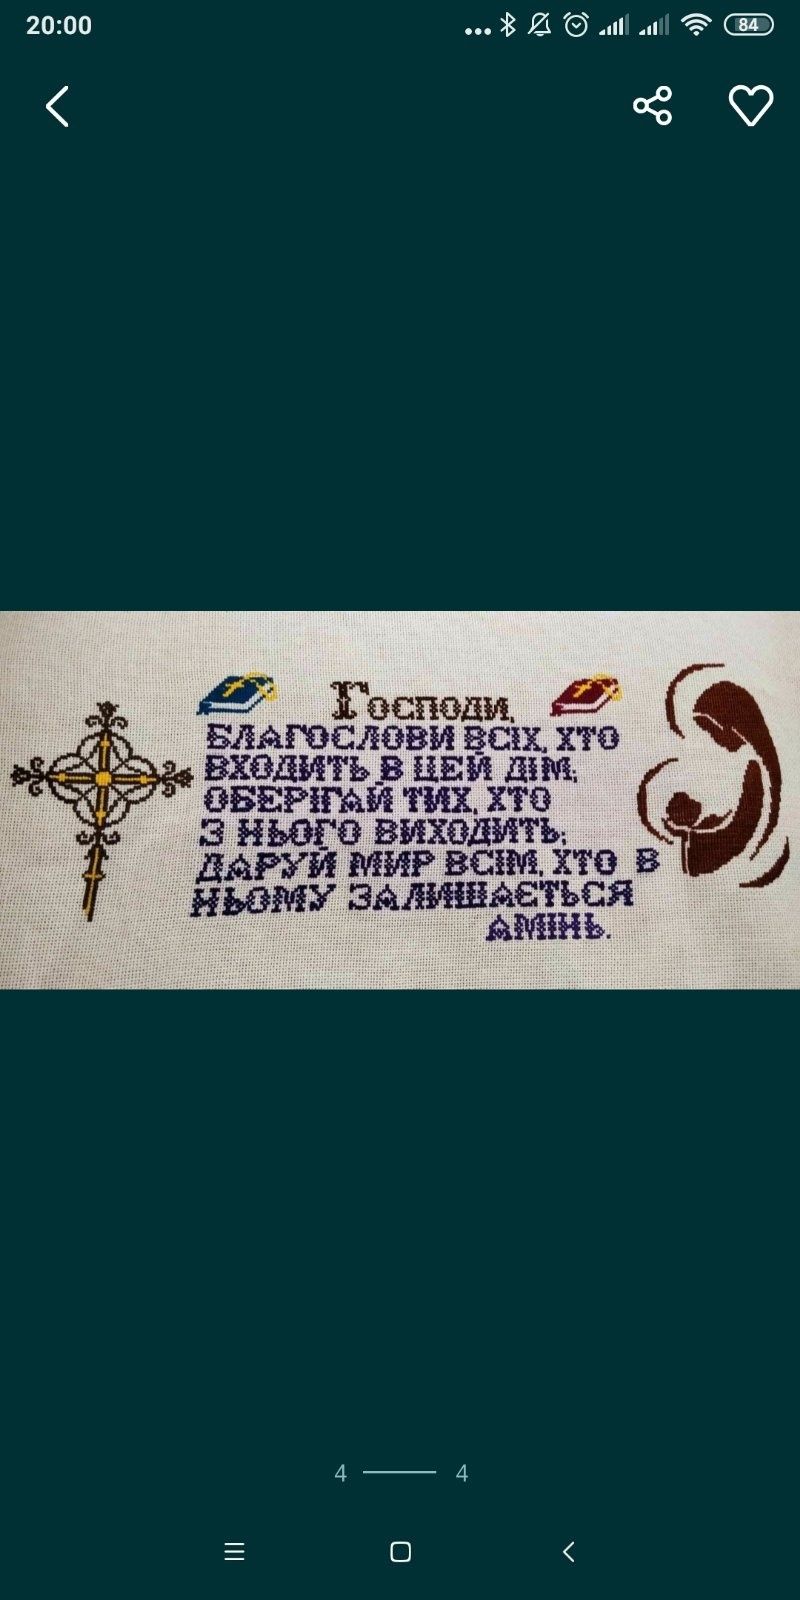 20:00
84
Господи,
БЛАГОСЛОВИ ВСІХ, ХТО
ВХОДИТЬ В ЦЕЙ ДІМ;
ОБЕРІГАЙ ТИХ, ХТО
З НЬОГО ВИХОДИТЬ;
ДАРУЙ МИР ВСІМ, ХТО В
НЬОМУ ЗАЛИШАЄТЬСЯ
АМІНЬ.
4 4